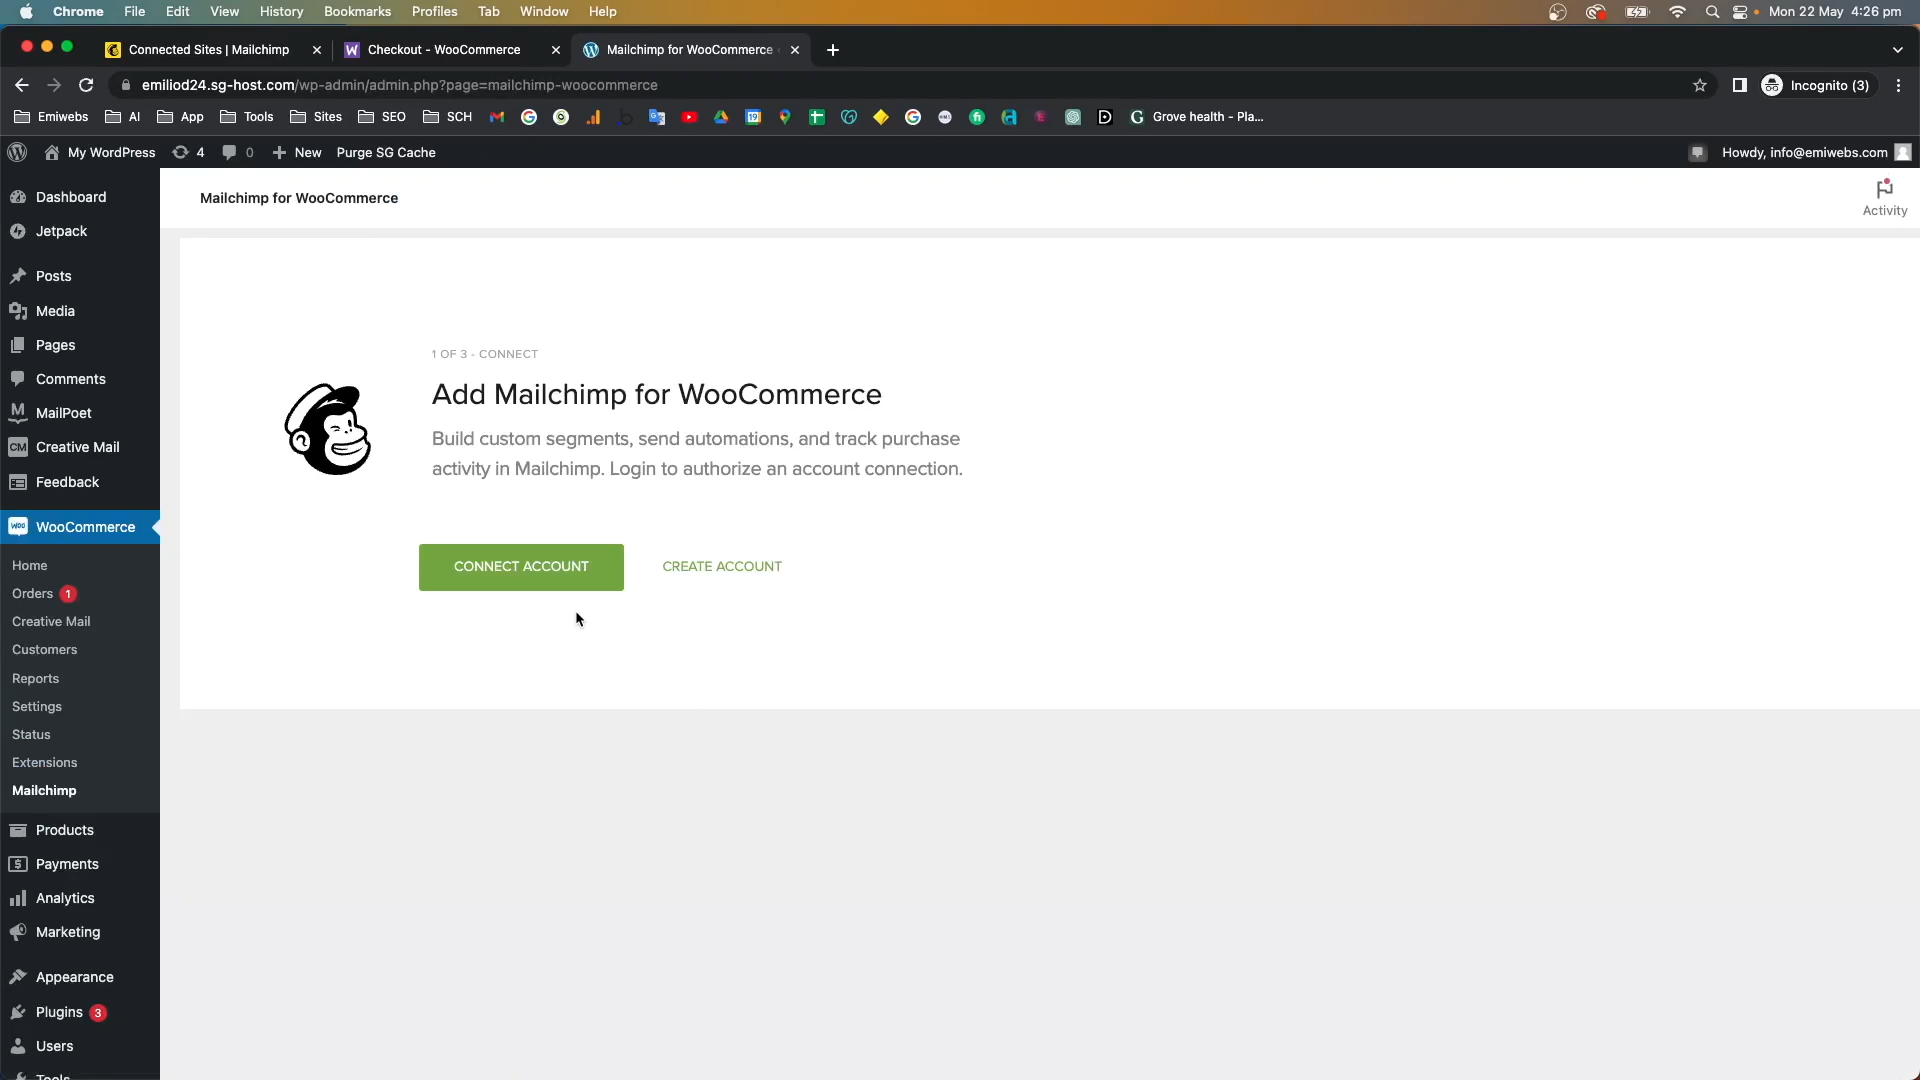 Chrome File Edit View History Bookmarks Profiles Tab Window Help Mon 22 May 4:26 pm
Connected Sites | Mailchimp Checkout - WooCommerce Mailchimp for WooCommerce
emiliod24.sg-host.com/wp-admin/admin.php?page=mailchimp-woocommerce Incognito (3)
Emiwebs AI App Tools Sites SEO SCH Grove health - Pla...
My WordPress 4 0 New Purge SG Cache Howdy, info@emiwebs.com
Dashboard
Mailchimp for WooCommerce
Activity
Jetpack
Posts
Media
Pages
Comments
MailPoet
Creative Mail
Feedback
WooCommerce
Home
Orders 1
Creative Mail
Customers
Reports
Settings
Status
Extensions
Mailchimp
Products
Payments
Analytics
Marketing
Appearance
Plugins 3
Users
Tools
1 OF 3 - CONNECT
Add Mailchimp for WooCommerce
Build custom segments, send automations, and track purchase
activity in Mailchimp. Login to authorize an account connection.
CONNECT ACCOUNT CREATE ACCOUNT